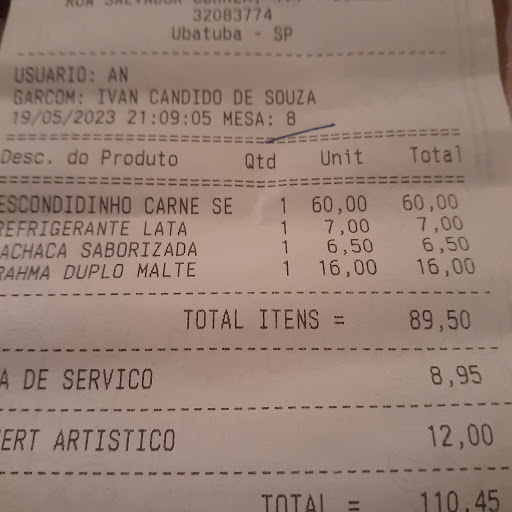 32083774
Ubatuba - SP
USUARIO: AN
GARCOM: IVAN CANDIDO DE SOUZA
19/05/2023 21:09:05 MESA: 8
Desc. do Produto Qtd Unit Total
ESCONDIDINHO CARNE SE 1 60,00 60,00
REFRIGERANTE LATA 1 7,00 7,00
ACHACA SABORIZADA 1 6,50 6,50
RAHMA DUPLO MALTE 1 16,00 16,00
TOTAL ITENS = 89,50
A DE SERVICO 8,95
ERT ARTISTICO 12,00
TOTAL = 110,45